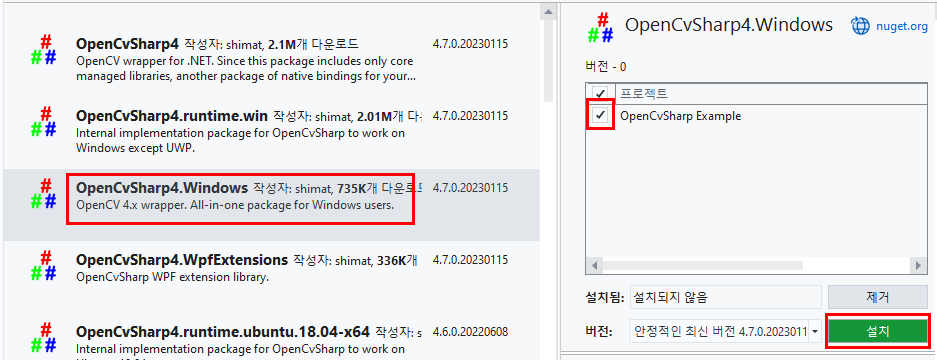 OpenCvSharp4 작성자: shimat, 2.1M개 다운로드 4.7.0.20230115
OpenCV wrapper for .NET. Since this package includes only core
managed libraries, another package of native bindings for your...
OpenCvSharp4.runtime.win 작성자: shimat, 2.01M개 다운 4.7.0.20230115
Internal implementation package for OpenCvSharp to work on
Windows except UWP.
OpenCvSharp4.Windows 작성자: shimat, 735K개 다운로드 4.7.0.20230115
OpenCV 4.x wrapper. All-in-one package for Windows users.
OpenCvSharp4.WpfExtensions 작성자: shimat, 336K개 4.7.0.20230115
OpenCvSharp WPF extension library.
OpenCvSharp4.runtime.ubuntu.18.04-x64 작성자: s 4.6.0.20220608
Internal implementation package for OpenCvSharp to work on
OpenCvSharp4.Windows
nuget.org
버전 - 0
프로젝트
OpenCvSharp Example
설치됨: 설치되지 않음 제거
버전: 안정적인 최신 버전 4.7.0.2023011 설치